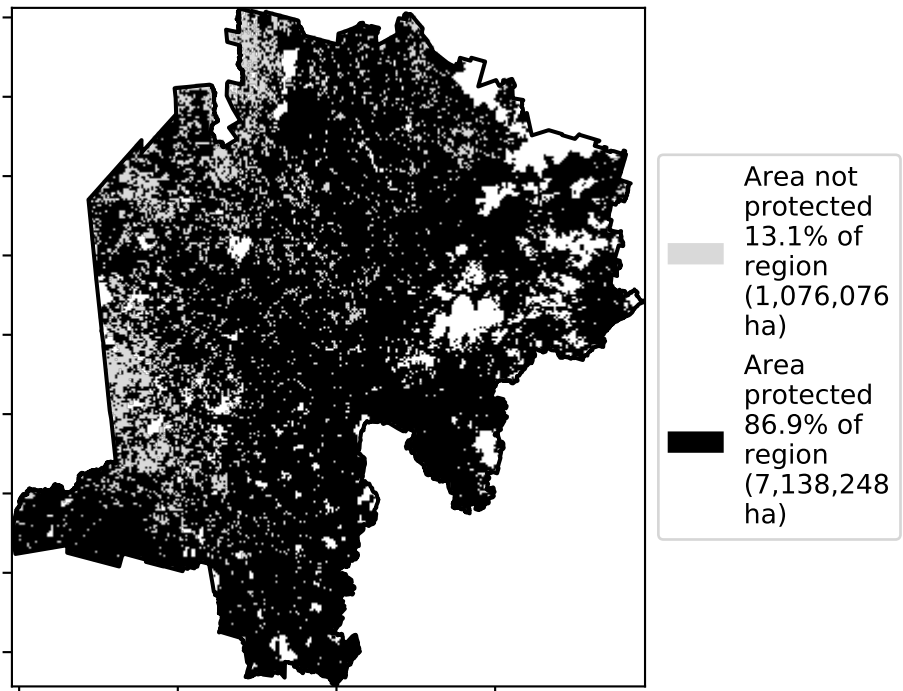 Area not
protected
13.1% of
region
(1,076,076
ha)
Area
protected
86.9% of
region
(7,138,248
ha)